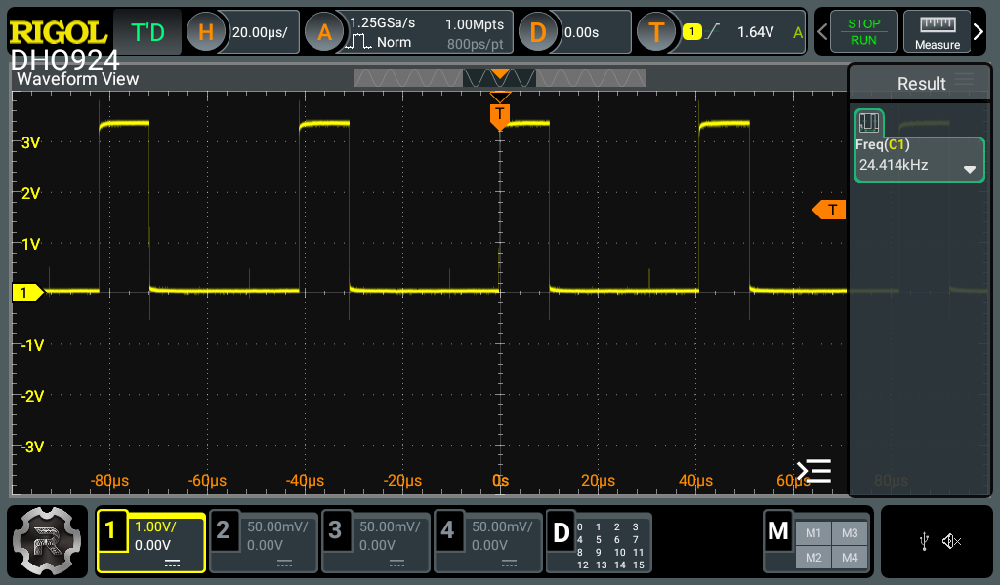 RIGOL
DHO924
T'D
H
20.00µs/
A
1.25GSa/s
Norm
1.00Mpts
800ps/pt
D
0.00s
T
1
1.64V
A
STOP
RUN
Measure
Waveform View
T
Result
3V
2V
1V
1
-1V
-2V
-3V
T
Freq(C1)
24.414kHz
-80µs
-60µs
-40µs
-20µs
0s
20µs
40µs
60µs
80µs
R
1
1.00V/
0.00V
2
50.00mV/
0.00V
3
50.00mV/
0.00V
4
50.00mV/
0.00V
D
0 1 2 3
4 5 6 7
8 9 10 11
12 13 14 15
M
M1 M3
M2 M4